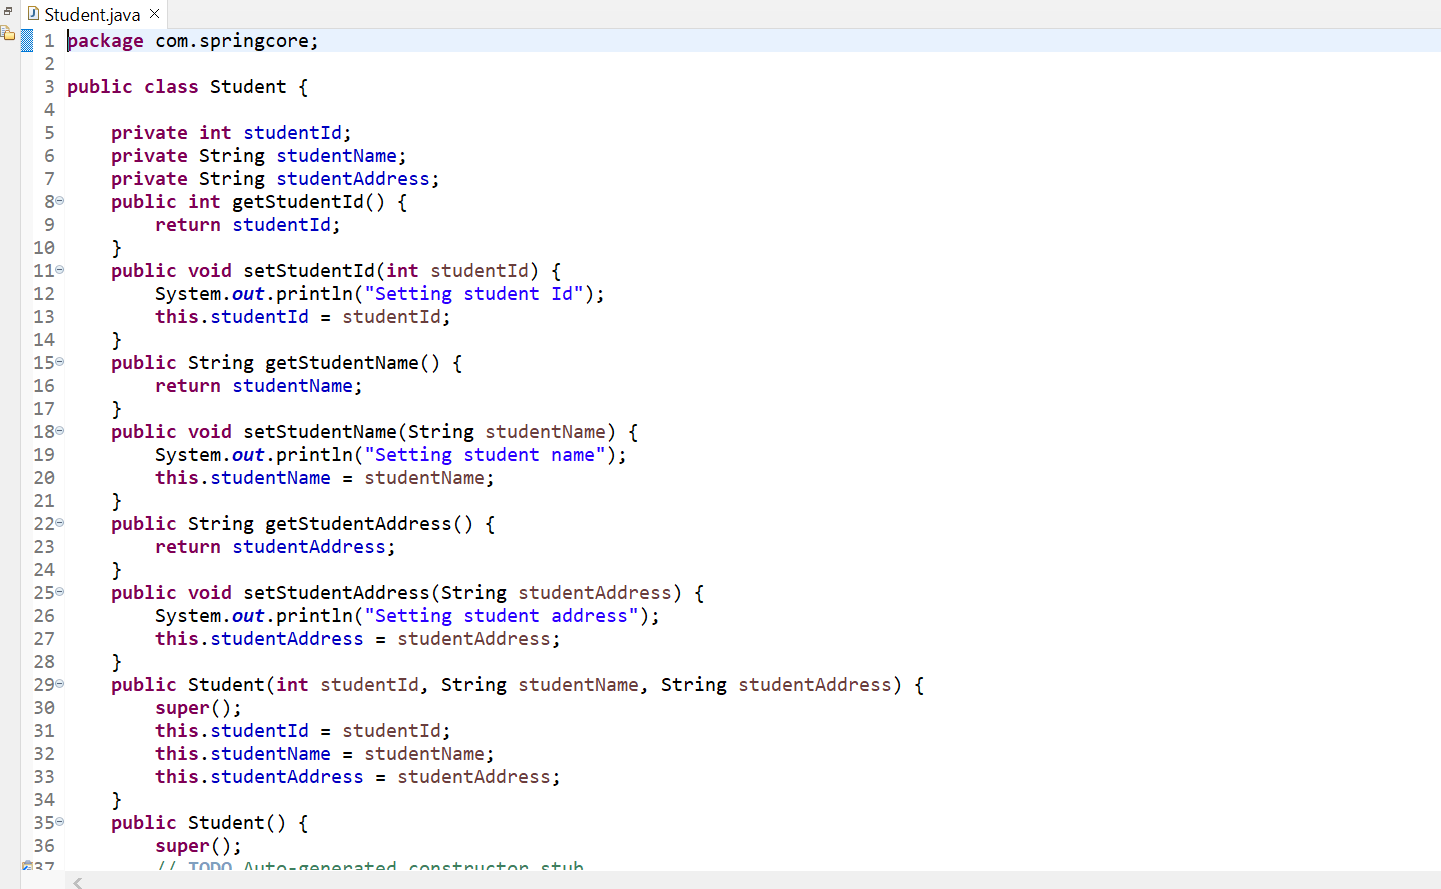 Student.java
1 package com.springcore;
2
3 public class Student {
4
5     private int studentId;
6     private String studentName;
7     private String studentAddress;
8     public int getStudentId() {
9         return studentId;
10     }
11     public void setStudentId(int studentId) {
12         System.out.println("Setting student Id");
13         this.studentId = studentId;
14     }
15     public String getStudentName() {
16         return studentName;
17     }
18     public void setStudentName(String studentName) {
19         System.out.println("Setting student name");
20         this.studentName = studentName;
21     }
22     public String getStudentAddress() {
23         return studentAddress;
24     }
25     public void setStudentAddress(String studentAddress) {
26         System.out.println("Setting student address");
27         this.studentAddress = studentAddress;
28     }
29     public Student(int studentId, String studentName, String studentAddress) {
30         super();
31         this.studentId = studentId;
32         this.studentName = studentName;
33         this.studentAddress = studentAddress;
34     }
35     public Student() {
36         super();
37         // TODO Auto-generated constructor stub